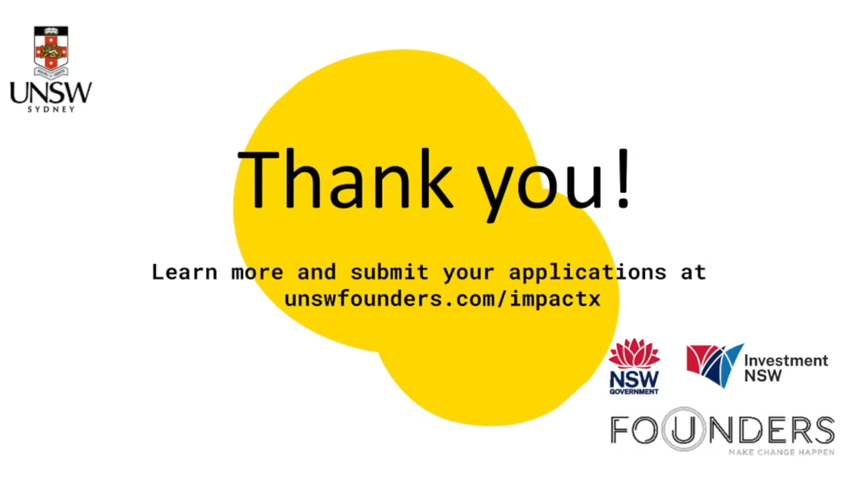 UNSW
SYDNEY
Thank you!
Learn more and submit your applications at
unswfounders.com/impactx
NSW
GOVERNMENT
Investment
NSW
FOUNDERS
MAKE CHANGE HAPPEN